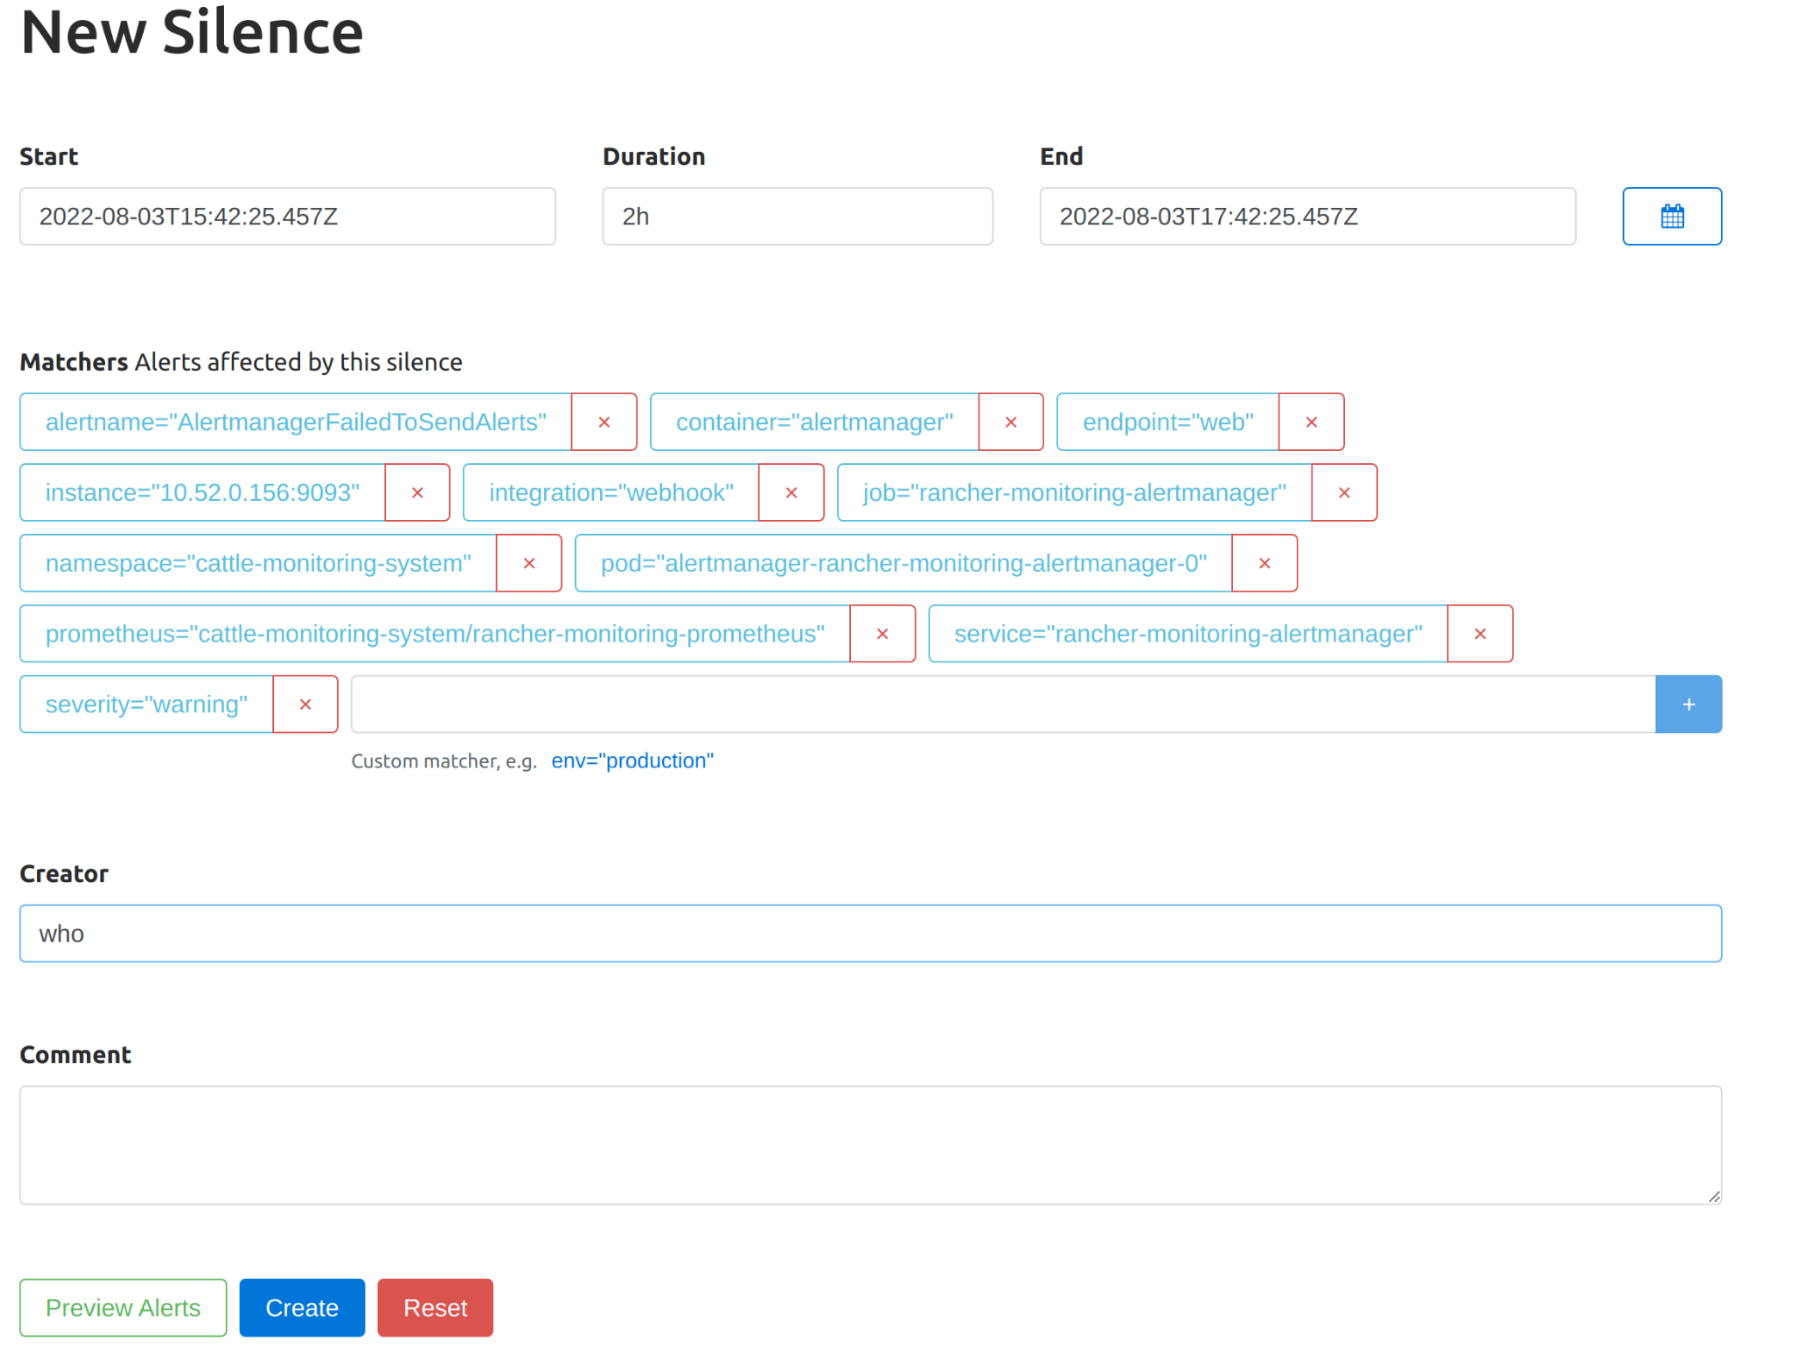 New Silence
Start Duration End
2022-08-03T15:42:25.457Z 2h 2022-08-03T17:42:25.457Z
Matchers Alerts affected by this silence
alertname="AlertmanagerFailedToSendAlerts" × container="alertmanager" × endpoint="web" ×
instance="10.52.0.156:9093" × integration="webhook" × job="rancher-monitoring-alertmanager" ×
namespace="cattle-monitoring-system" × pod="alertmanager-rancher-monitoring-alertmanager-0" ×
prometheus="cattle-monitoring-system/rancher-monitoring-prometheus" × service="rancher-monitoring-alertmanager" ×
severity="warning" × +
Custom matcher, e.g. env="production"
Creator
who
Comment
Preview Alerts Create Reset